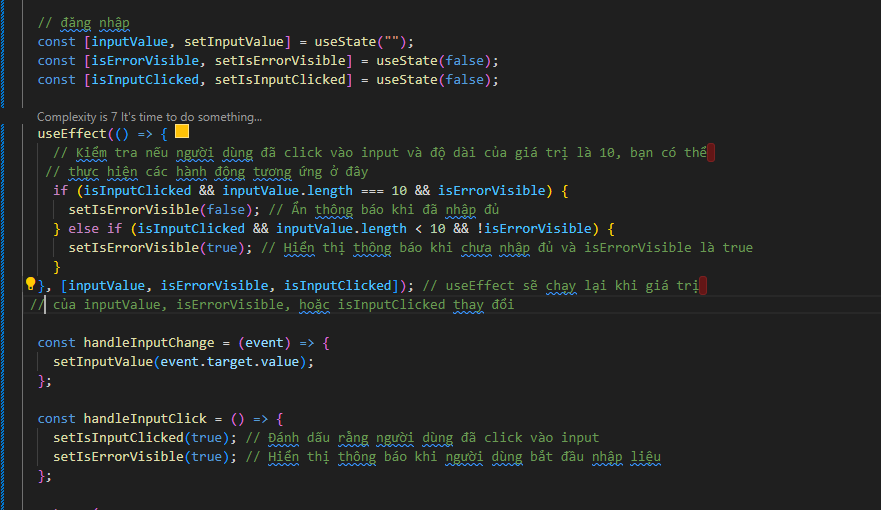 // đăng nhập
const [inputValue, setInputValue] = useState("");
const [isErrorVisible, setIsErrorVisible] = useState(false);
const [isInputClicked, setIsInputClicked] = useState(false);
Complexity is 7 It's time to do something...
useEffect(() => {
// Kiểm tra nếu người dùng đã click vào input và độ dài của giá trị là 10, bạn có thể
// thực hiện các hành động tương ứng ở đây
if (isInputClicked && inputValue.length === 10 && isErrorVisible) {
setIsErrorVisible(false); // Ẩn thông báo khi đã nhập đủ
} else if (isInputClicked && inputValue.length < 10 && !isErrorVisible) {
setIsErrorVisible(true); // Hiển thị thông báo khi chưa nhập đủ và isErrorVisible là true
}
}, [inputValue, isErrorVisible, isInputClicked]); // useEffect sẽ chạy lại khi giá trị
// của inputValue, isErrorVisible, hoặc isInputClicked thay đổi
const handleInputChange = (event) => {
setInputValue(event.target.value);
};
const handleInputClick = () => {
setIsInputClicked(true); // Đánh dấu rằng người dùng đã click vào input
setIsErrorVisible(true); // Hiển thị thông báo khi người dùng bắt đầu nhập liệu
};